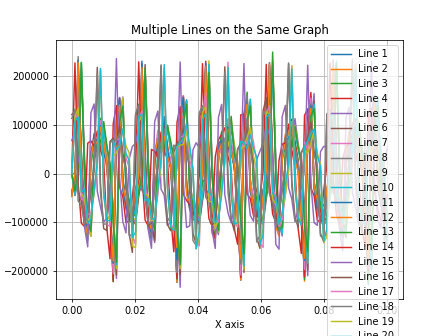 Multiple Lines on the Same Graph
200000
100000
0
−100000
−200000
0.00
0.02
0.04
0.06
X axis
Line 1
Line 2
Line 3
Line 4
Line 5
Line 6
Line 7
Line 8
Line 9
Line 10
Line 11
Line 12
Line 13
Line 14
Line 15
Line 16
Line 17
Line 18
Line 19
Line 20